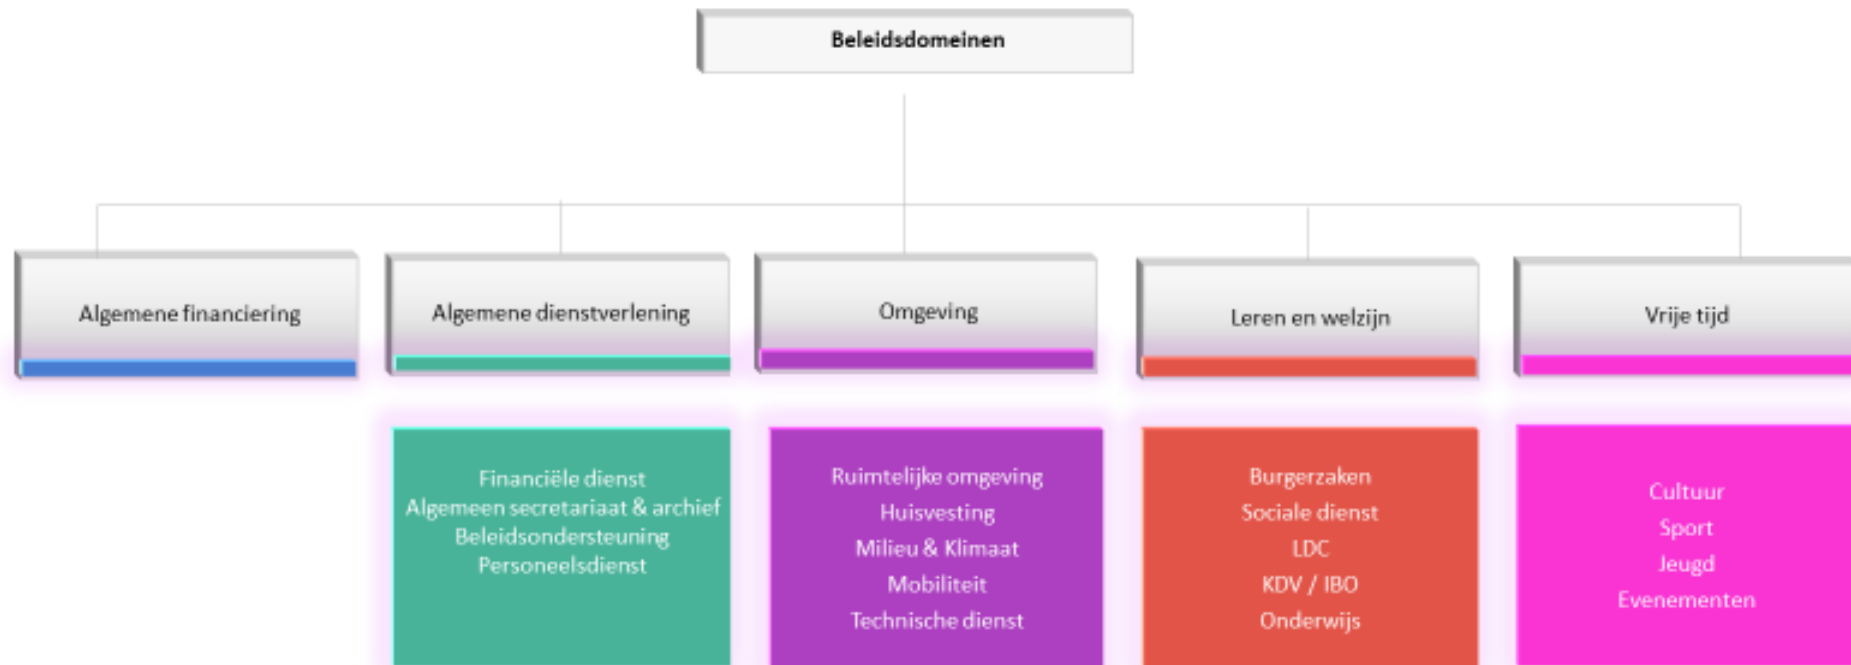 Beleidsdomeinen
Algemene financiering
Algemene dienstverlening
Omgeving
Leren en welzijn
Vrije tijd
Financiële dienst
Algemeen secretariaat & archief
Beleidsondersteuning
Personeelsdienst
Ruimtelijke omgeving
Huisvesting
Milieu & Klimaat
Mobiliteit
Technische dienst
Burgerzaken
Sociale dienst
LDC
KDV / IBO
Onderwijs
Cultuur
Sport
Jeugd
Evenementen